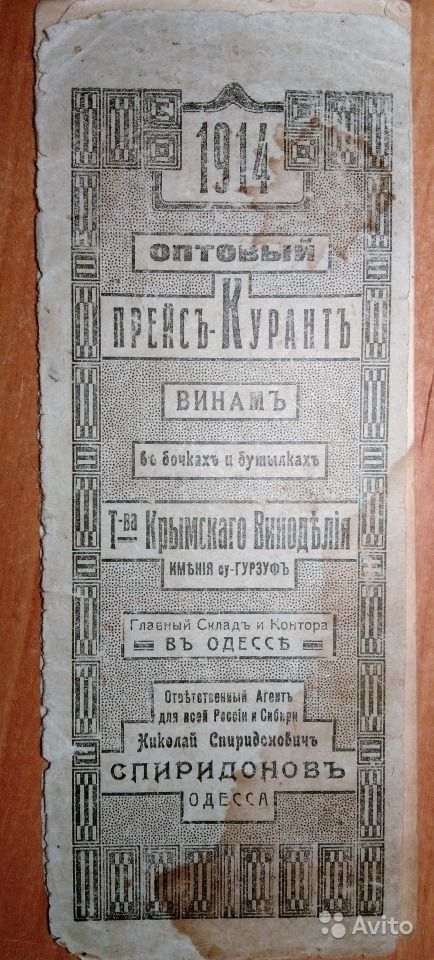 1914
ОПТОВЫЙ
ПРЕЙСЪ-КУРАНТЪ
ВИНАМЪ
въ бочкахъ и бутылкахъ
Т-ва Крымскаго Винодѣлія
ИМѢНІЯ су-ГУРЗУФЪ
Главный Складъ и Контора
ВЪ ОДЕССѢ
Отвѣтственный Агентъ
для всей Россіи и Сибири
Николай Спиридоновичъ
СПИРИДОНОВЪ
ОДЕССА
Avito